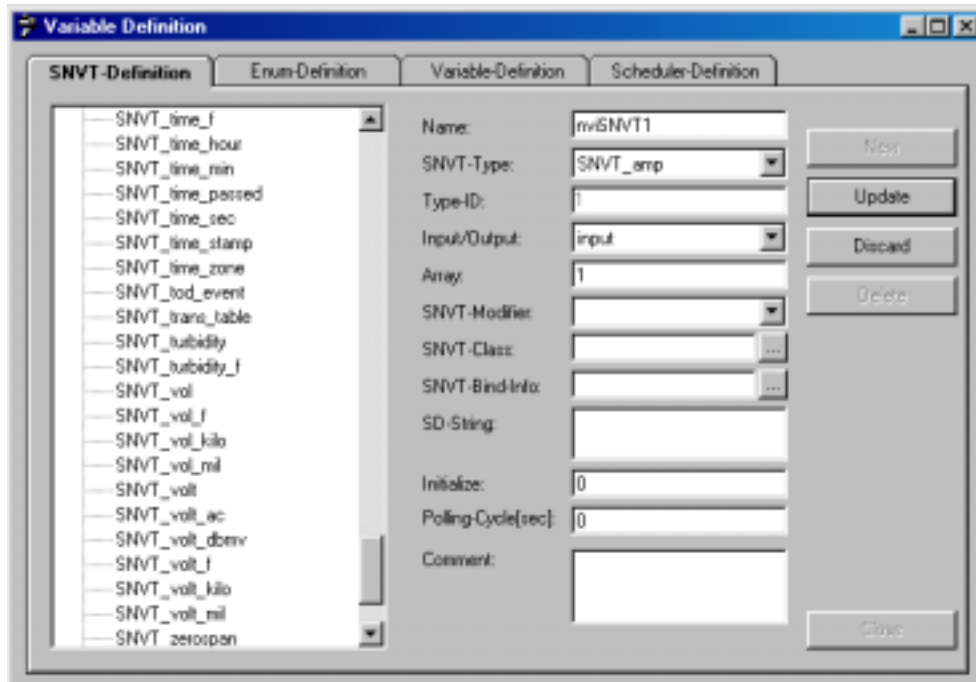 Variable Definition
SNVT-Definition
Enum-Definition
Variable-Definition
Scheduler-Definition
SNVT_time_f
SNVT_time_hour
SNVT_time_min
SNVT_time_passed
SNVT_time_sec
SNVT_time_stamp
SNVT_time_zone
SNVT_tod_event
SNVT_trans_table
SNVT_turbidity
SNVT_turbidity_f
SNVT_vol
SNVT_vol_f
SNVT_vol_kilo
SNVT_vol_mil
SNVT_volt
SNVT_volt_ac
SNVT_volt_dbmv
SNVT_volt_f
SNVT_volt_kilo
SNVT_volt_mil
SNVT_zerospan
Name: nviSNVT1
SNVT-Type: SNVT_amp
Type-ID: 1
Input/Output: input
Array: 1
SNVT-Modifier:
SNVT-Class: ...
SNVT-Bind-Info: ...
SD-String:
Initialize: 0
Polling-Cycle[sec]: 0
Comment:
New
Update
Discard
Delete
Close